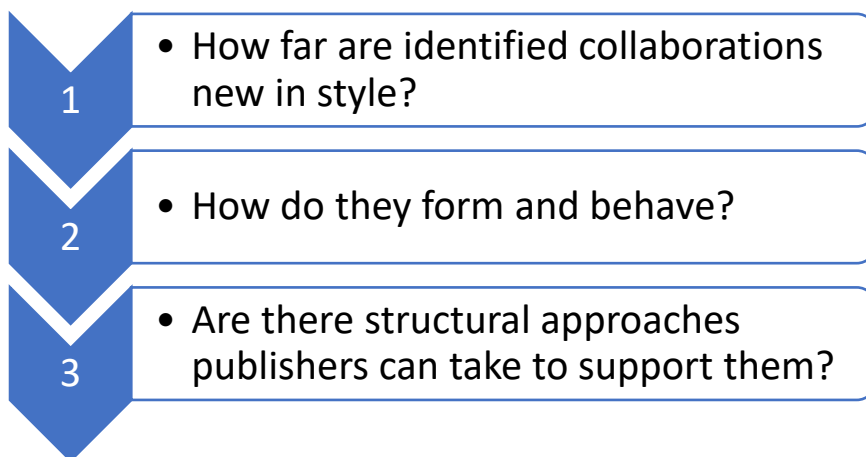 • How far are identified collaborations
new in style?
1
• How do they form and behave?
2
• Are there structural approaches
publishers can take to support them?
3